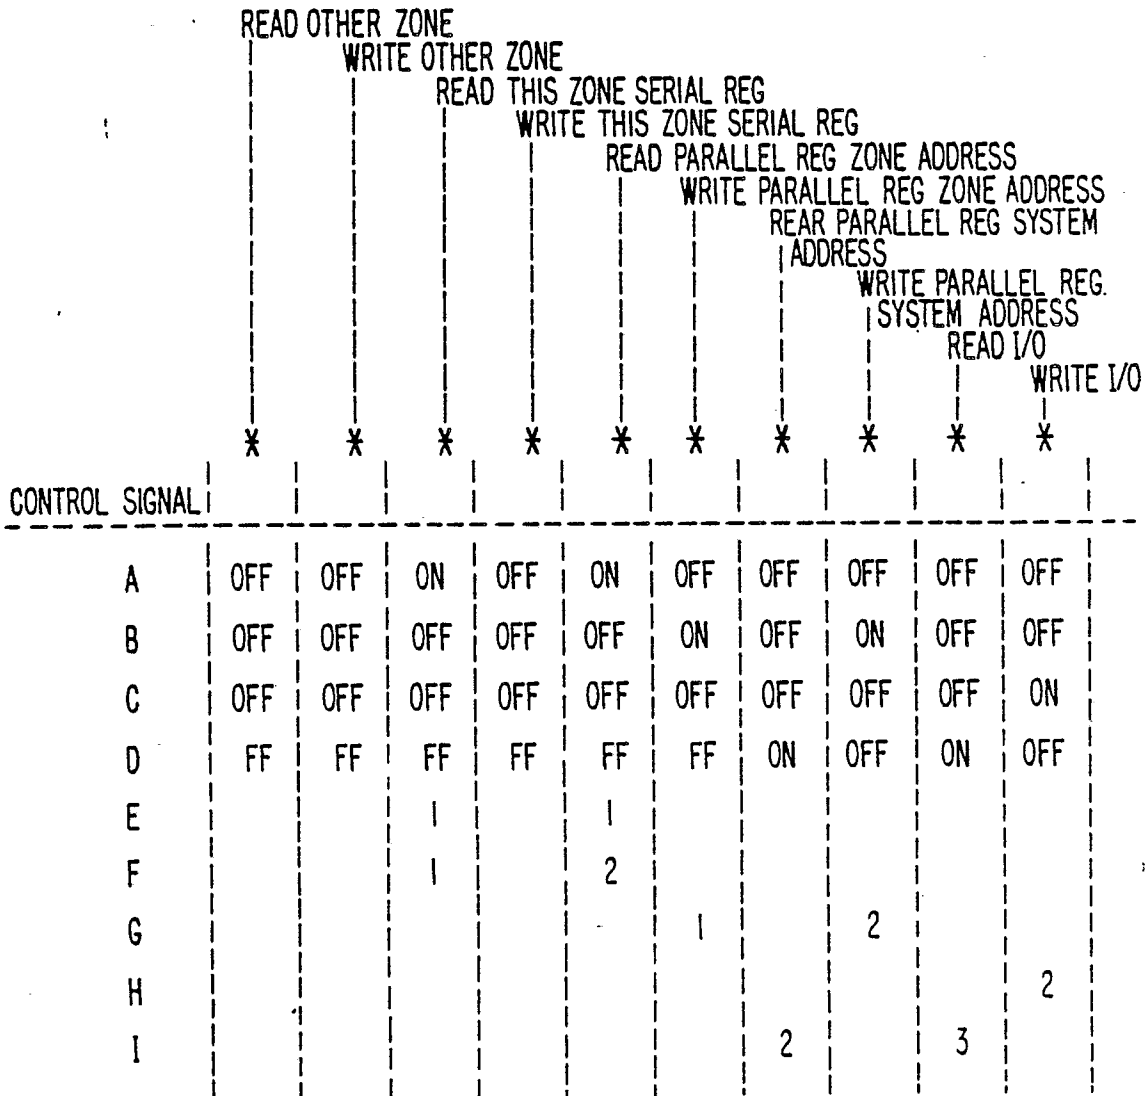 READ OTHER ZONE
WRITE OTHER ZONE
READ THIS ZONE SERIAL REG
WRITE THIS ZONE SERIAL REG
READ PARALLEL REG ZONE ADDRESS
WRITE PARALLEL REG ZONE ADDRESS
REAR PARALLEL REG SYSTEM
ADDRESS
WRITE PARALLEL REG.
SYSTEM ADDRESS
READ I/O
WRITE I/O
* * * * * * * * * *
CONTROL SIGNAL
A OFF OFF ON OFF ON OFF OFF OFF OFF OFF
B OFF OFF OFF OFF OFF ON OFF ON OFF OFF
C OFF OFF OFF OFF OFF OFF OFF OFF OFF ON
D FF FF FF FF FF FF ON OFF ON OFF
E 1 1
F 1 2
G 1 2
H 2
I 2 3